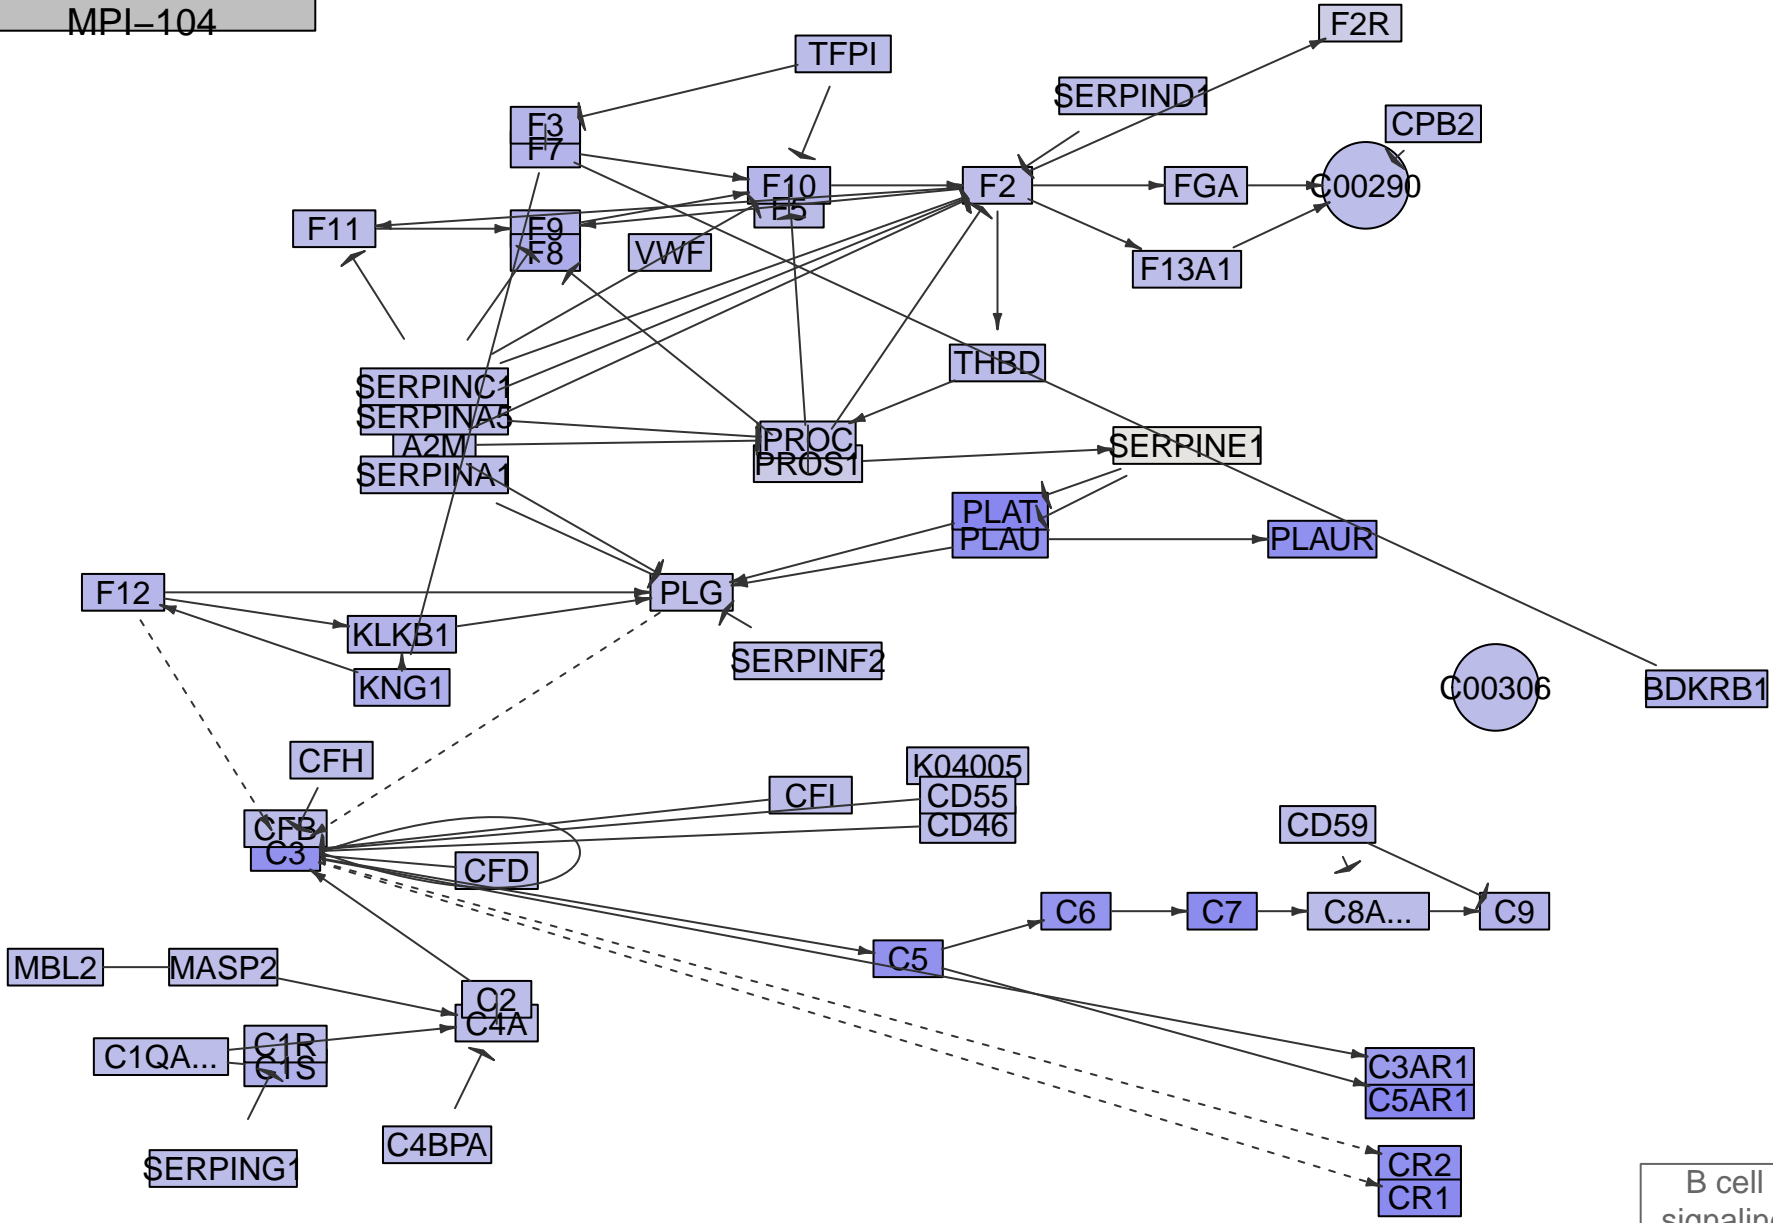 MPI–104
F2R
TFPI
SERPIND1
CPB2
F3
F7
F10
F5
F2
FGA
C00290
F11
F9
F8
VWF
F13A1
THBD
SERPINC1
SERPINA5
A2M
SERPINA1
PROC
PROS1
SERPINE1
PLAT
PLAU
PLAUR
F12
PLG
KLKB1
SERPINF2
KNG1
C00306
BDKRB1
CFH
K04005
CFI
CD55
CD46
CFB
C3
CD59
CFD
C6
C7
C8A...
C9
C5
MBL2
MASP2
C2
C4A
C1QA...
C1R
C1S
C3AR1
C5AR1
C4BPA
SERPING1
CR2
CR1
B cell
signaling